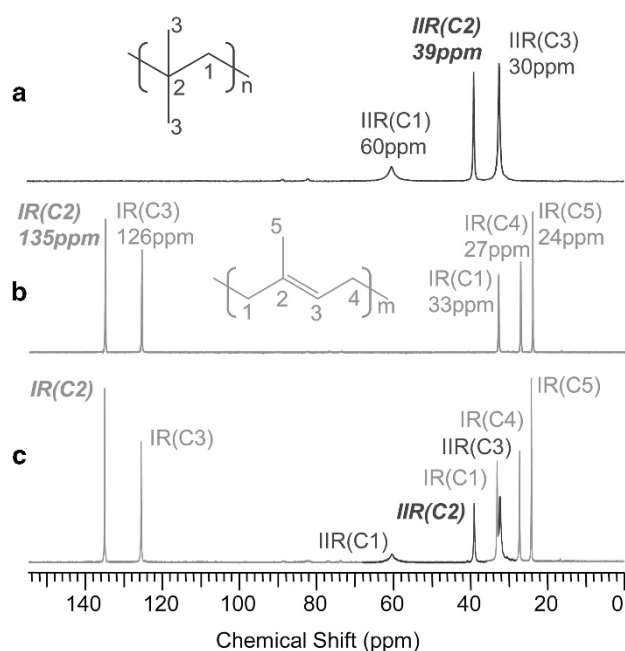 a
3
1
2
n
3
IIR(C1)
60ppm
IIR(C2)
39ppm
IIR(C3)
30ppm
b
IR(C2)
135ppm
IR(C3)
126ppm
5
1
2
3
4
m
IR(C1)
33ppm
IR(C4)
27ppm
IR(C5)
24ppm
c
IR(C2)
IR(C3)
IIR(C1)
IIR(C2)
IR(C1)
IIR(C3)
IR(C4)
IR(C5)
140 120 100 80 60 40 20 0
Chemical Shift (ppm)